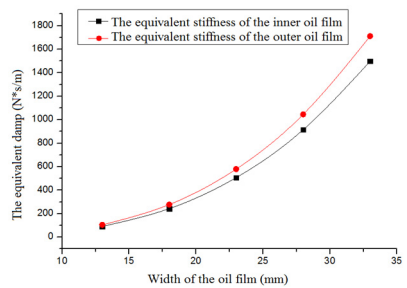 The equivalent stiffness of the inner oil film
The equivalent stiffness of the outer oil film
The equivalent damp (N*s/m)
1800
1600
1400
1200
1000
800
600
400
200
0
10 15 20 25 30 35
Width of the oil film (mm)